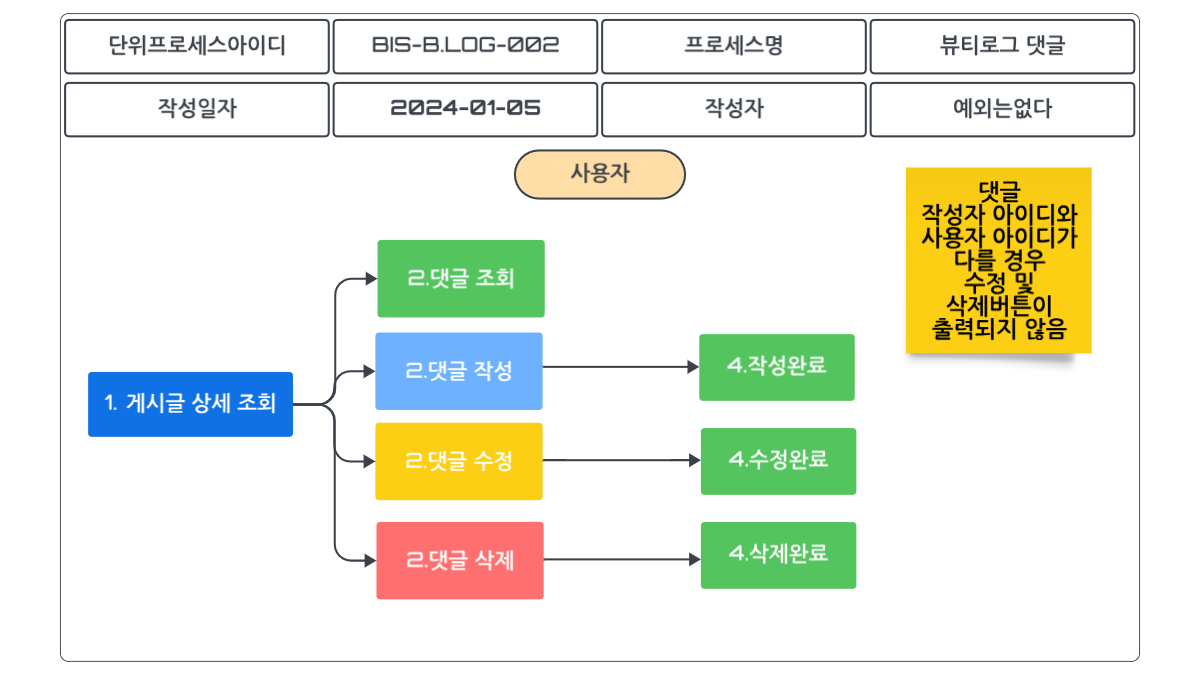 단위프로세스아이디
BIS-B.LOG-002
프로세스명
뷰티로그 댓글
작성일자
2024-01-05
작성자
예외는없다
사용자
댓글
작성자 아이디와
사용자 아이디가
다를 경우
수정 및
삭제버튼이
출력되지 않음
1. 게시글 상세 조회
2.댓글 조회
2.댓글 작성
4.작성완료
2.댓글 수정
4.수정완료
2.댓글 삭제
4.삭제완료